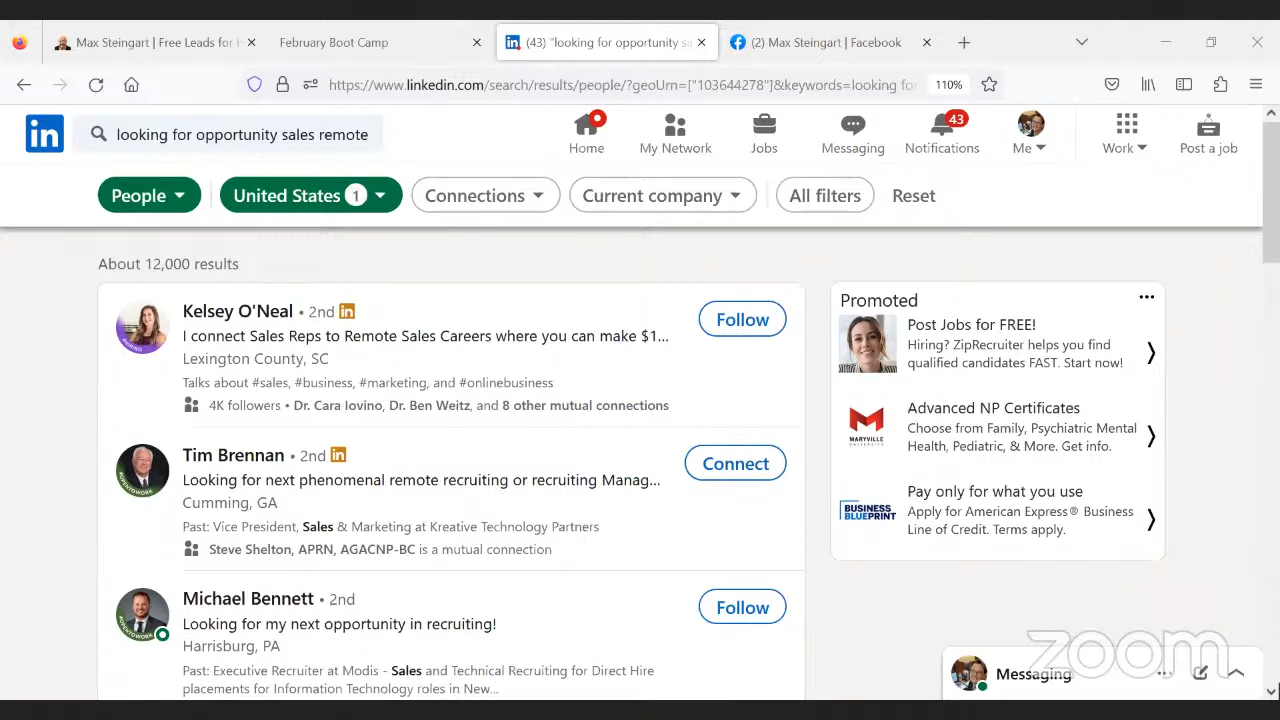 Max Steingart | Free Leads for
February Boot Camp
(43) "looking for opportunity
(2) Max Steingart | Facebook
https://www.linkedin.com/search/results/people/?geoUrn=["103644278"]&keywords=looking
110%
in
looking for opportunity sales remote
Home
My Network
Jobs
Messaging
43
Notifications
Me
Work
Post a job
People
United States 1
Connections
Current company
All filters
Reset
About 12,000 results
Kelsey O'Neal • 2nd in
Follow
I connect Sales Reps to Remote Sales Careers where you can make $1...
Lexington County, SC
Talks about #sales, #business, #marketing, and #onlinebusiness
4K followers • Dr. Cara Iovino, Dr. Ben Weitz, and 8 other mutual connections
Tim Brennan • 2nd in
Connect
Looking for next phenomenal remote recruiting or recruiting Manag...
Cumming, GA
Past: Vice President, Sales & Marketing at Kreative Technology Partners
Steve Shelton, APRN, AGACNP-BC is a mutual connection
Michael Bennett • 2nd
Follow
Looking for my next opportunity in recruiting!
Harrisburg, PA
Past: Executive Recruiter at Modis - Sales and Technical Recruiting for Direct Hire
placements for Information Technology roles in New...
Promoted
Post Jobs for FREE!
Hiring? ZipRecruiter helps you find
qualified candidates FAST. Start now!
MARYVILLE
Advanced NP Certificates
Choose from Family, Psychiatric Mental
Health, Pediatric, & More. Get info.
BUSINESS
BLUEPRINT
Pay only for what you use
Apply for American Express® Business
Line of Credit. Terms apply.
zoom
Messaging